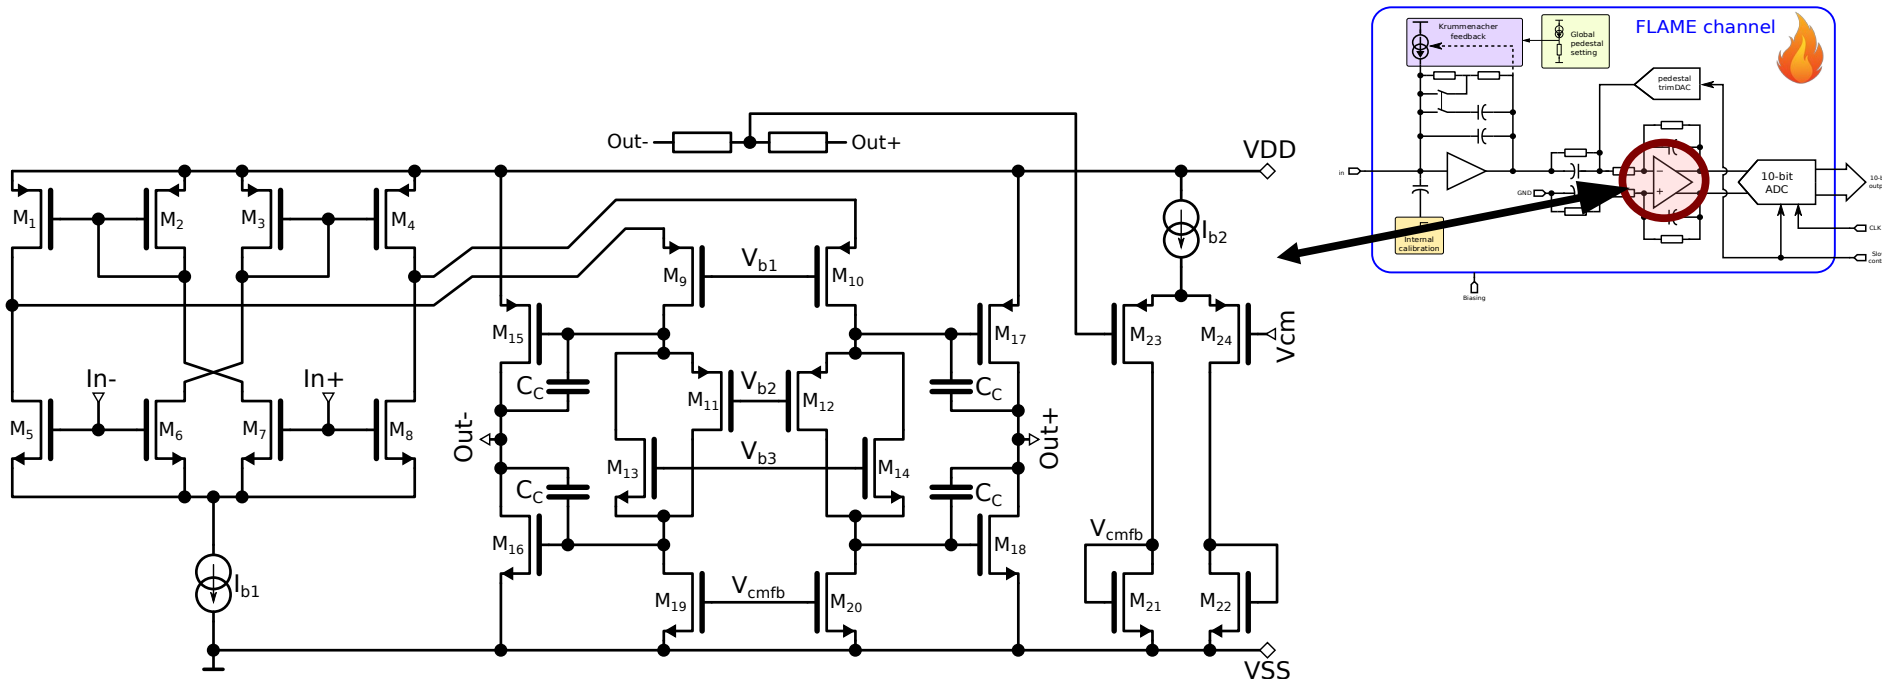 Krummenacher
feedback
Global
pedestal
setting
FLAME channel
pedestal
trimDAC
in
GND
−
+
10-bit
ADC
CLK
Internal
calibration
Biasing
Out- Out+
VDD
M1 M2 M3 M4
Ib2
M9 Vb1 M10
M15 M17
M23 M24 Vcm
CC M11 Vb2 M12 CC
In- In+
M5 M6 M7 M8
Out- Out+
M13 Vb3 M14
CC CC
M16 M18
Vcmfb
Ib1
M19 Vcmfb M20
M21 M22
VSS